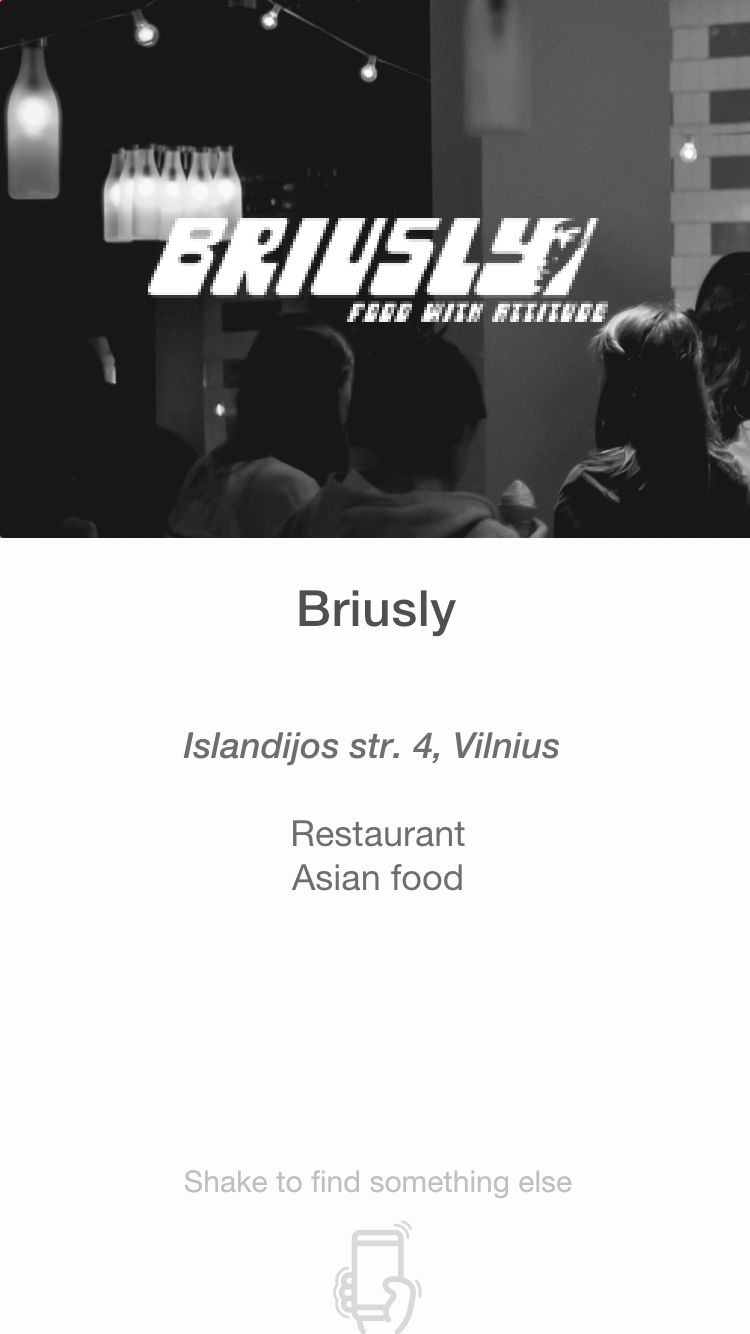 BRIUSLY
FOOD WITH ATTITUDE
Briusly
Islandijos str. 4, Vilnius
Restaurant
Asian food
Shake to find something else